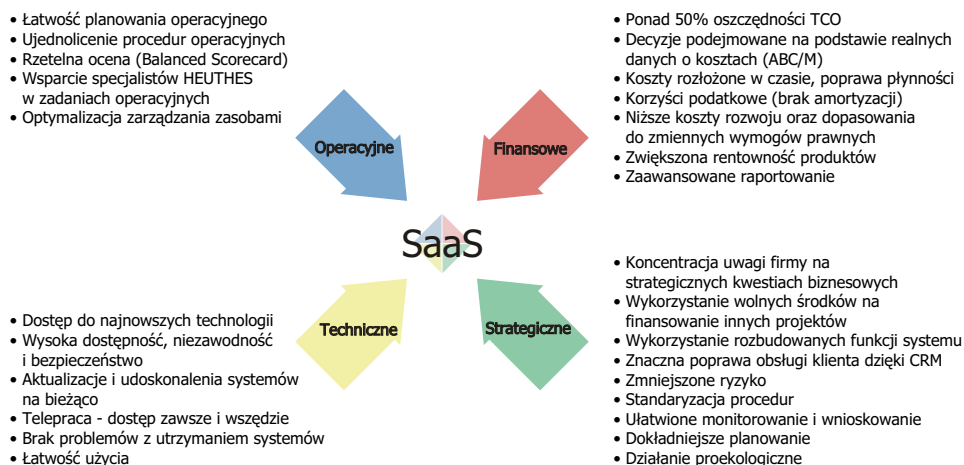 • Łatwość planowania operacyjnego
• Ujednolicenie procedur operacyjnych
• Rzetelna ocena (Balanced Scorecard)
• Wsparcie specjalistów HEUTHES
w zadaniach operacyjnych
• Optymalizacja zarządzania zasobami
Operacyjne
• Ponad 50% oszczędności TCO
• Decyzje podejmowane na podstawie realnych
danych o kosztach (ABC/M)
• Koszty rozłożone w czasie, poprawa płynności
• Korzyści podatkowe (brak amortyzacji)
• Niższe koszty rozwoju oraz dopasowania
do zmiennych wymogów prawnych
• Zwiększona rentowność produktów
• Zaawansowane raportowanie
Finansowe
SaaS
• Dostęp do najnowszych technologii
• Wysoka dostępność, niezawodność
i bezpieczeństwo
• Aktualizacje i udoskonalenia systemów
na bieżąco
• Telepraca - dostęp zawsze i wszędzie
• Brak problemów z utrzymaniem systemów
• Łatwość użycia
Techniczne
Strategiczne
• Koncentracja uwagi firmy na
strategicznych kwestiach biznesowych
• Wykorzystanie wolnych środków na
finansowanie innych projektów
• Wykorzystanie rozbudowanych funkcji systemu
• Znaczna poprawa obsługi klienta dzięki CRM
• Zmniejszone ryzyko
• Standaryzacja procedur
• Ułatwione monitorowanie i wnioskowanie
• Dokładniejsze planowanie
• Działanie proekologiczne